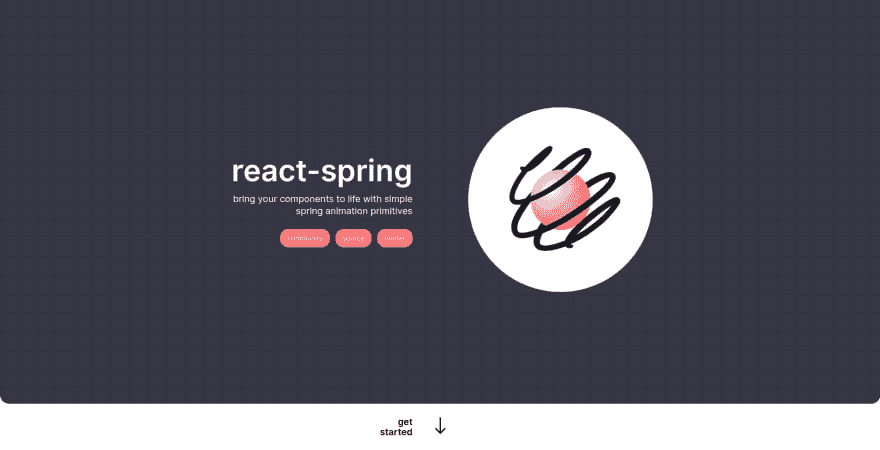 react-spring
bring your components to life with simple
spring animation primitives
community
source
twitter
get
started